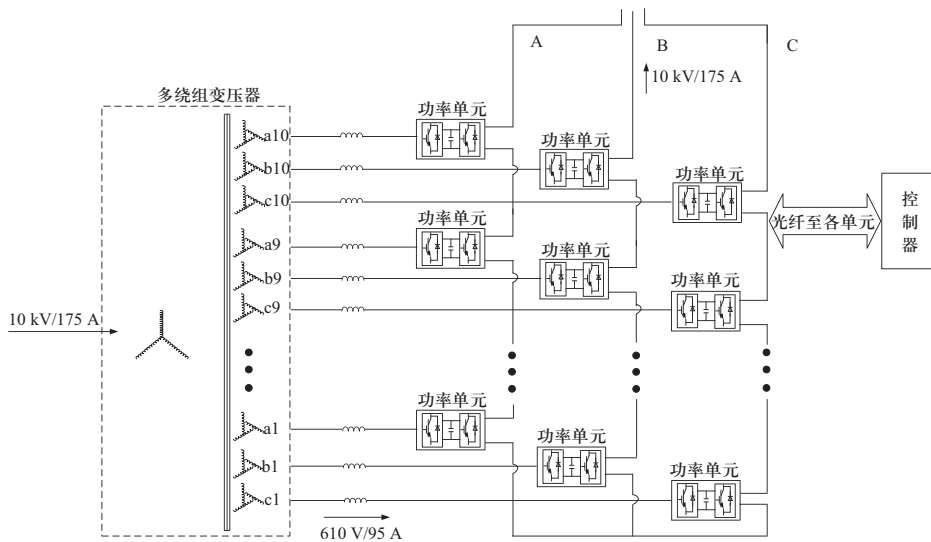 A
B
C
10 kV/175 A
多绕组变压器
功率单元
a10
功率单元
b10
功率单元
c10
功率单元
光纤至各单元
控制器
a9
功率单元
b9
功率单元
c9
10 kV/175 A
功率单元
a1
功率单元
b1
功率单元
c1
610 V/95 A